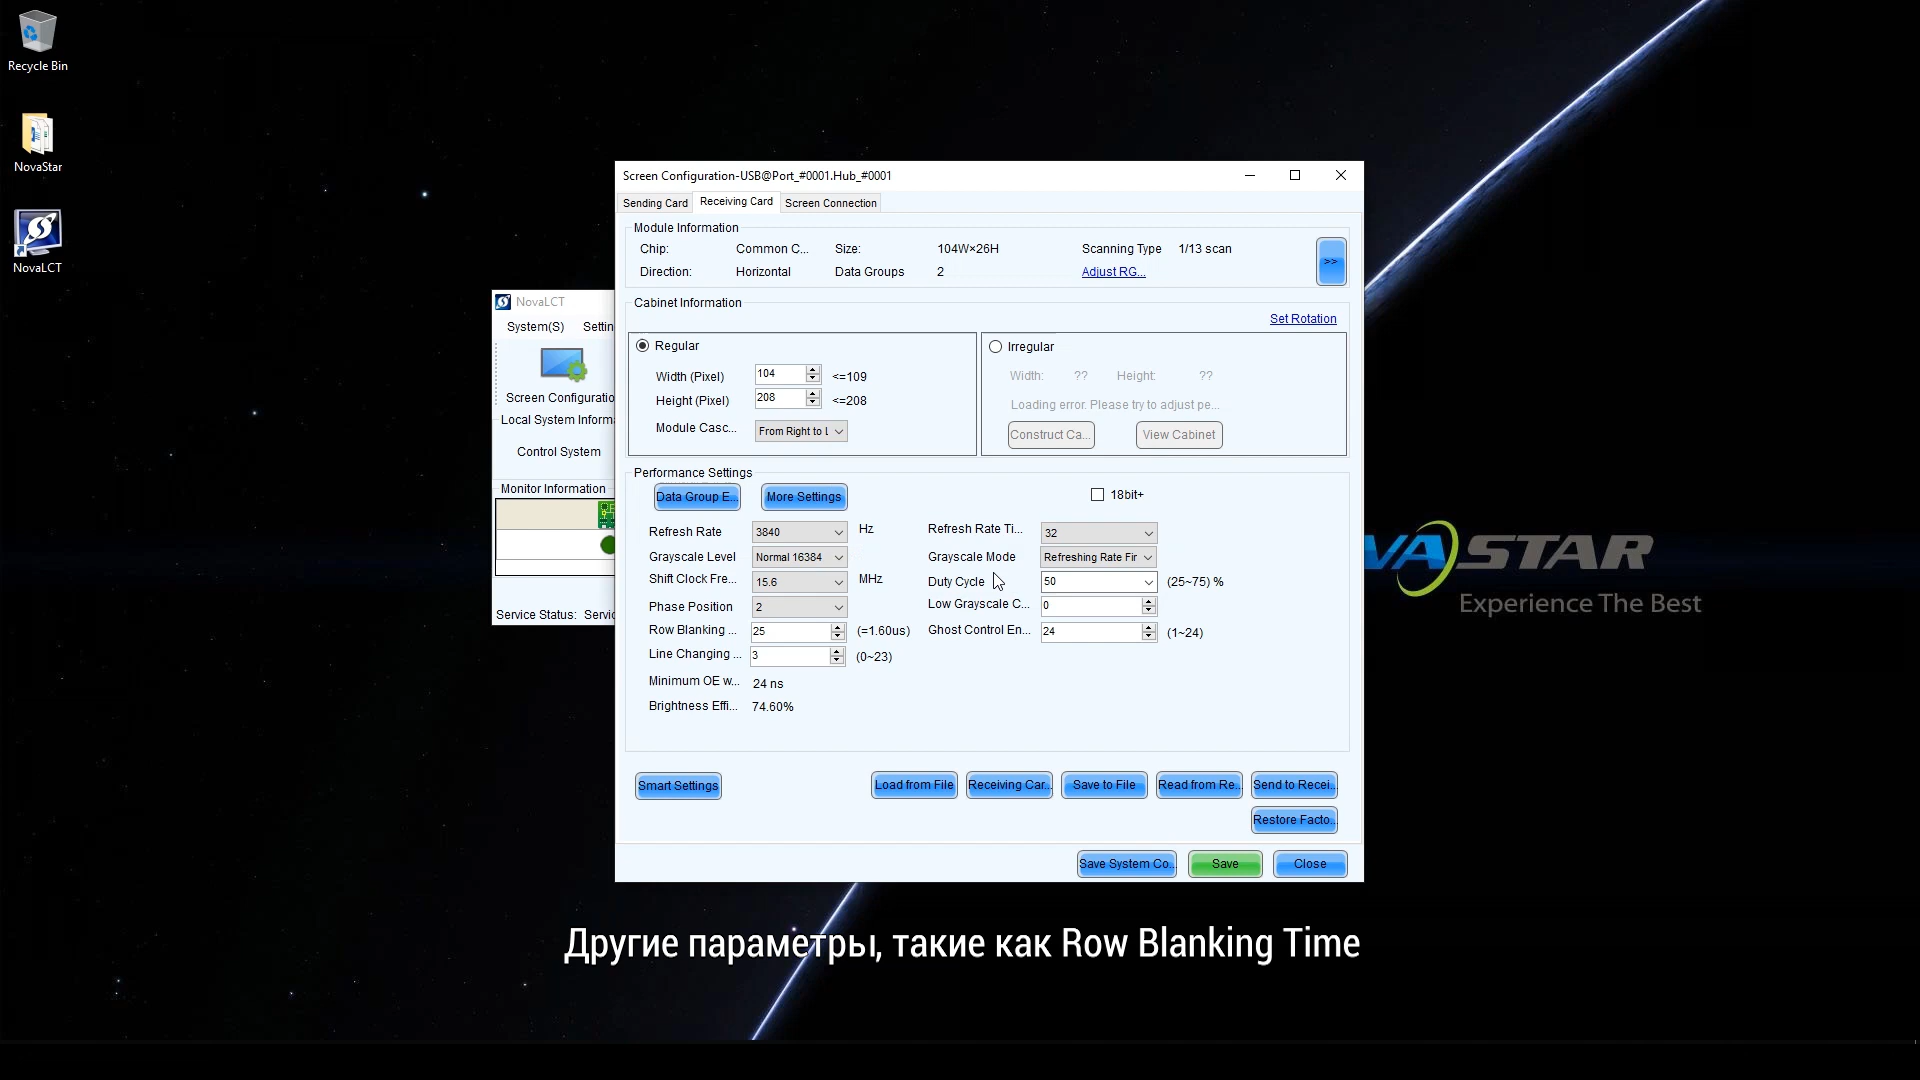 Recycle Bin
NovaStar
NovaLCT
NovaLCT
System(S) Settin
Screen Configuratio
Local System Inform
Control System
Monitor Information
Service Status: Servic
Screen Configuration-USB@Port_#0001.Hub_#0001
Sending Card Receiving Card Screen Connection
Module Information
Chip: Common C... Size: 104W×26H Scanning Type 1/13 scan
Direction: Horizontal Data Groups 2 Adjust RG...
>>
Cabinet Information
Set Rotation
Regular
Width (Pixel) 104 <=109
Height (Pixel) 208 <=208
Module Casc... From Right to L
Irregular
Width: ?? Height: ??
Loading error. Please try to adjust pe...
Construct Ca... View Cabinet
Performance Settings
Data Group E... More Settings 18bit+
Refresh Rate 3840 Hz Refresh Rate Ti... 32
Grayscale Level Normal 16384 Grayscale Mode Refreshing Rate Fir
Shift Clock Fre... 15.6 MHz Duty Cycle 50 (25~75) %
Phase Position 2 Low Grayscale C... 0
Row Blanking ... 25 (=1.60us) Ghost Control En... 24 (1~24)
Line Changing ... 3 (0~23)
Minimum OE w... 24 ns
Brightness Effi... 74.60%
Smart Settings Load from File Receiving Car... Save to File Read from Re... Send to Recei...
Restore Facto...
Save System Co... Save Close
VASTAR
Experience The Best
Другие параметры, такие как Row Blanking Time